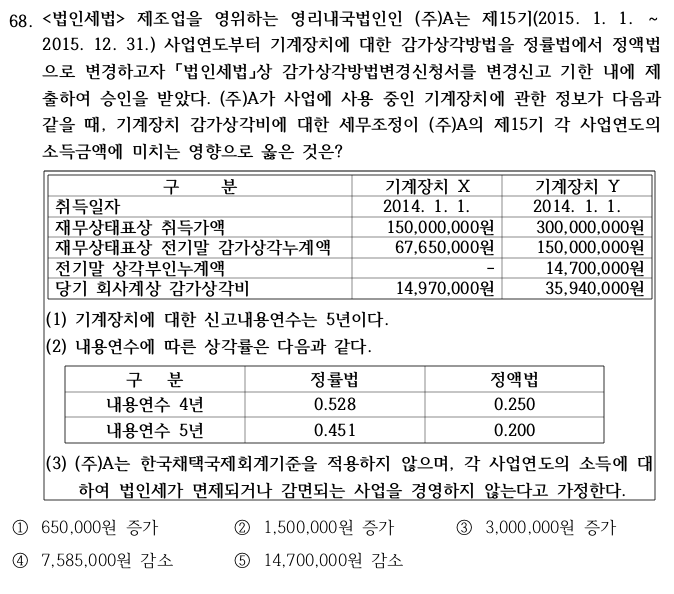 68. <법인세법> 제조업을 영위하는 영리내국법인인 (주)A는 제15기(2015. 1. 1. ~
2015. 12. 31.) 사업연도부터 기계장치에 대한 감가상각방법을 정률법에서 정액법
으로 변경하고자 「법인세법」상 감가상각방법변경신청서를 변경신고 기한 내에 제
출하여 승인을 받았다. (주)A가 사업에 사용 중인 기계장치에 관한 정보가 다음과
같을 때, 기계장치 감가상각비에 대한 세무조정이 (주)A의 제15기 각 사업연도의
소득금액에 미치는 영향으로 옳은 것은?
구 분 기계장치 X 기계장치 Y
취득일자 2014. 1. 1. 2014. 1. 1.
재무상태표상 취득가액 150,000,000원 300,000,000원
재무상태표상 전기말 감가상각누계액 67,650,000원 150,000,000원
전기말 상각부인누계액 - 14,700,000원
당기 회사계상 감가상각비 14,970,000원 35,940,000원
(1) 기계장치에 대한 신고내용연수는 5년이다.
(2) 내용연수에 따른 상각률은 다음과 같다.
구 분 정률법 정액법
내용연수 4년 0.528 0.250
내용연수 5년 0.451 0.200
(3) (주)A는 한국채택국제회계기준을 적용하지 않으며, 각 사업연도의 소득에 대
하여 법인세가 면제되거나 감면되는 사업을 경영하지 않는다고 가정한다.
① 650,000원 증가 ② 1,500,000원 증가 ③ 3,000,000원 증가
④ 7,585,000원 감소 ⑤ 14,700,000원 감소